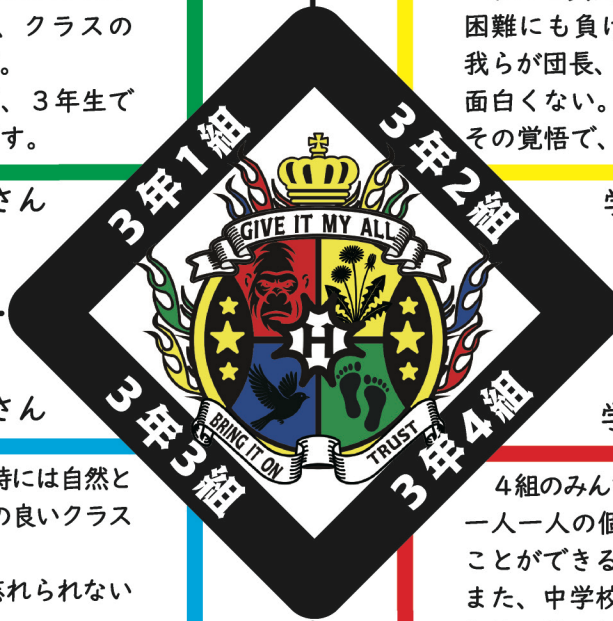 、クラスの
。
、３年生で
す。
さん
さん
時には自然と
の良いクラス
忘れられない
困難にも負け
我らが団長、
面白くない。
その覚悟で、
学
学
４組のみん
一人一人の個
ことができる
また、中学校
3年1組
3年2組
3年3組
3年4組
GIVE IT MY ALL
H
BRING IT ON
TRUST